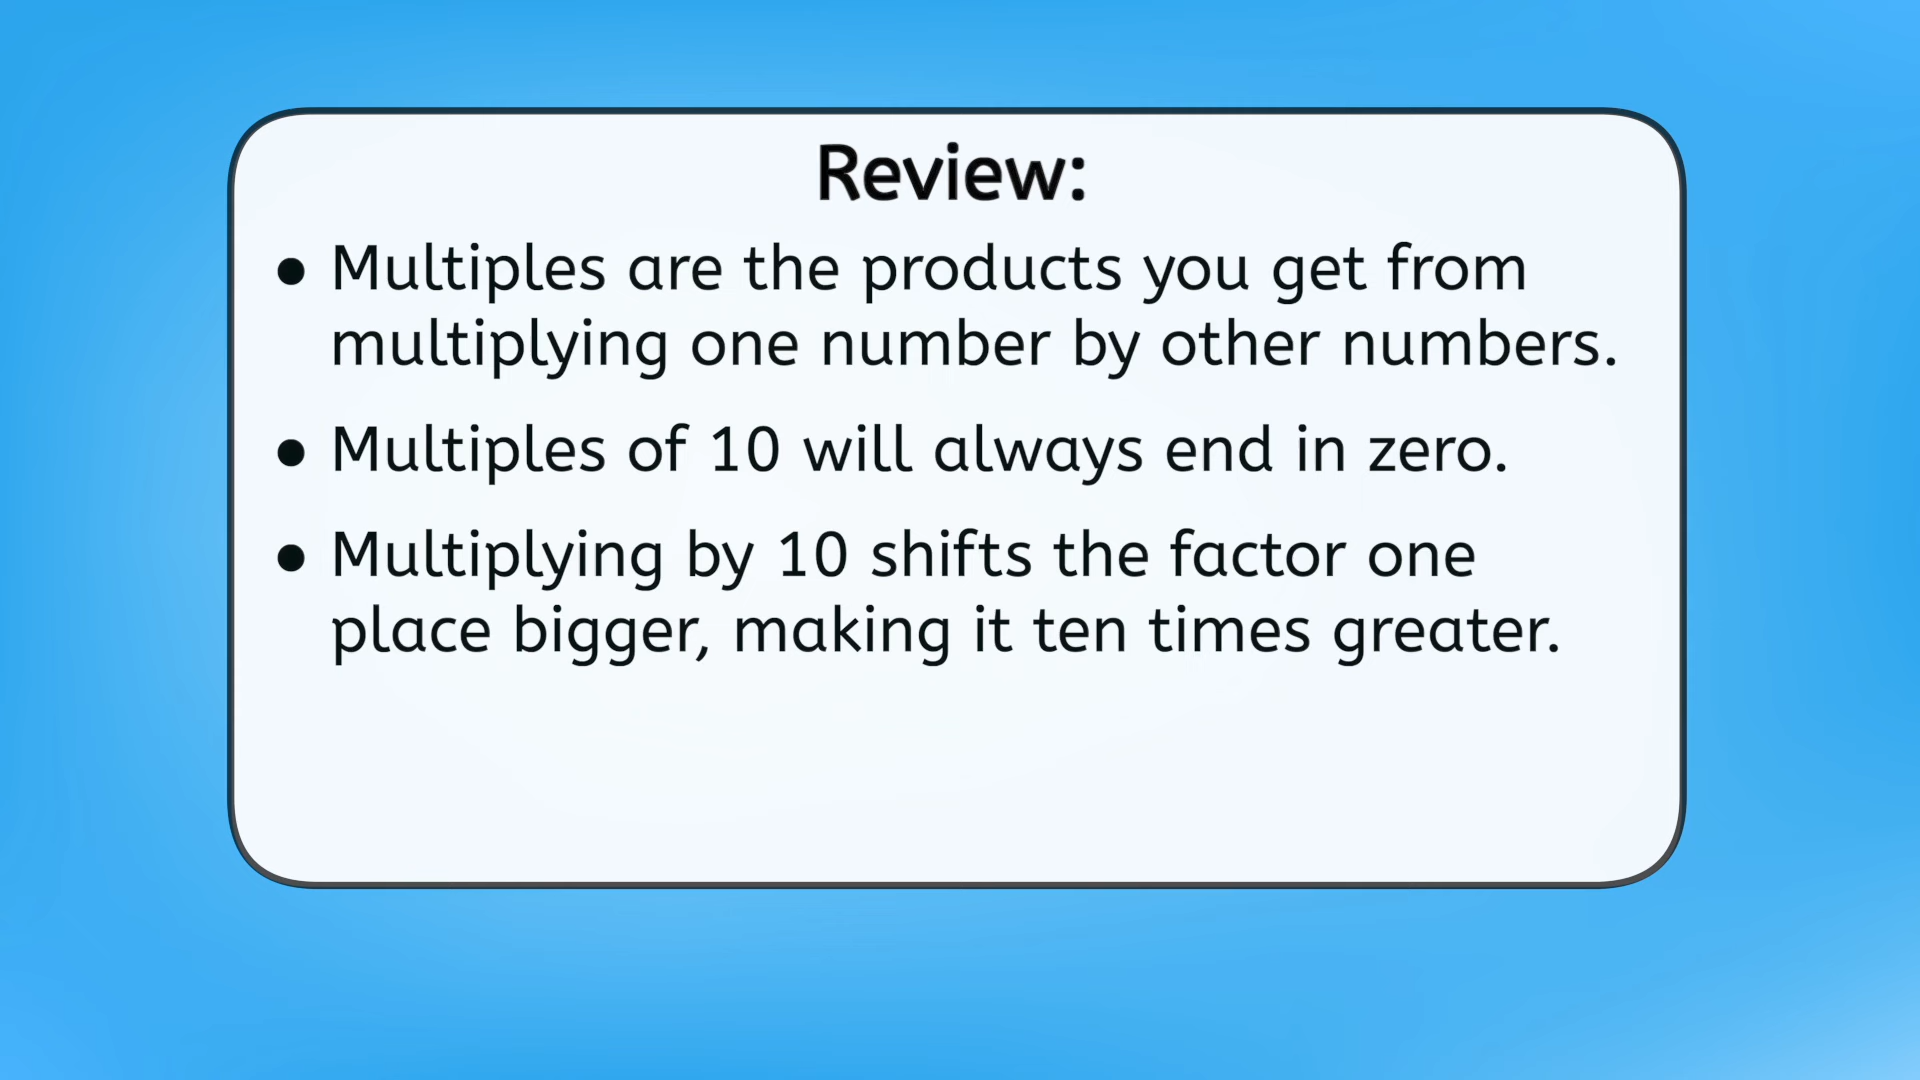 Review:
• Multiples are the products you get from
multiplying one number by other numbers.
• Multiples of 10 will always end in zero.
• Multiplying by 10 shifts the factor one
place bigger, making it ten times greater.